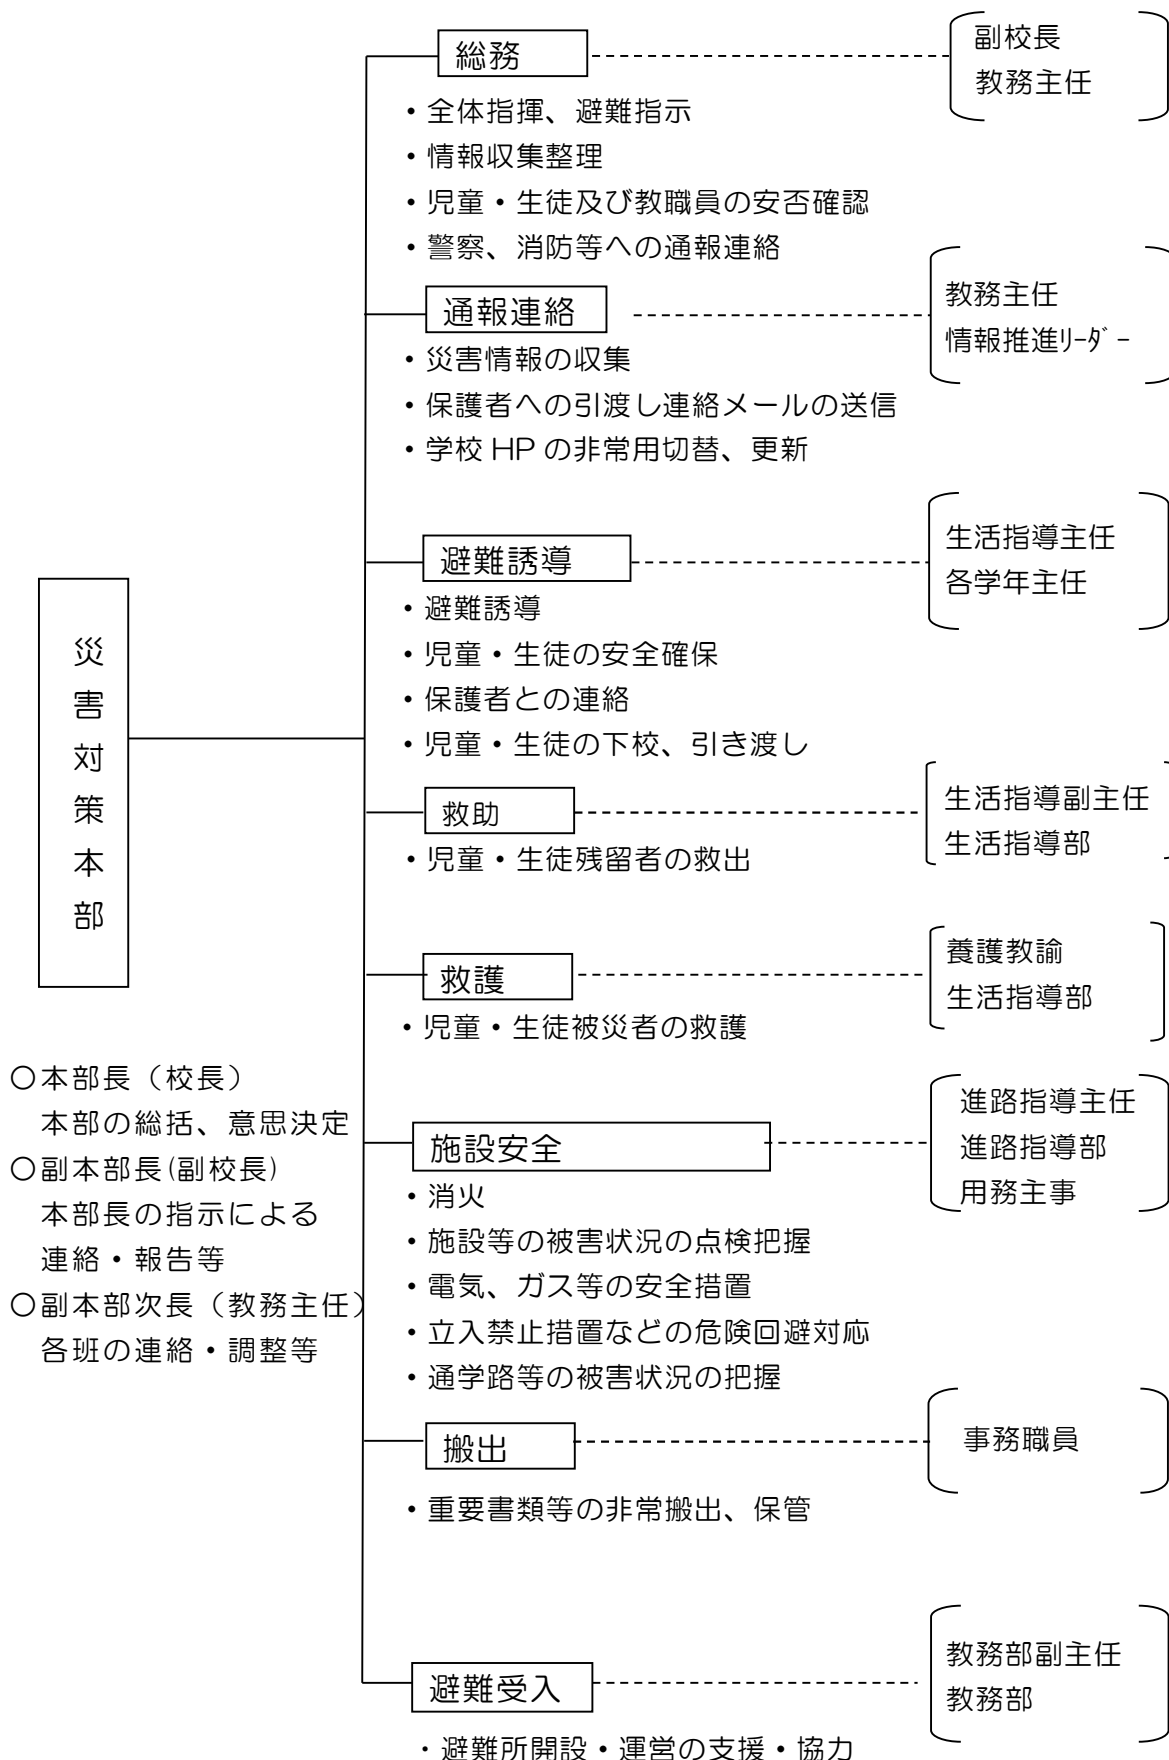 総務
副校長
教務主任
・全体指揮、避難指示
・情報収集整理
・児童・生徒及び教職員の安否確認
・警察、消防等への通報連絡
通報連絡
教務主任
情報推進ﾘｰﾀﾞｰ
・災害情報の収集
・保護者への引渡し連絡メールの送信
・学校 HP の非常用切替、更新
避難誘導
生活指導主任
各学年主任
・避難誘導
・児童・生徒の安全確保
・保護者との連絡
・児童・生徒の下校、引き渡し
災害対策本部
救助
生活指導副主任
生活指導部
・児童・生徒残留者の救出
救護
養護教諭
生活指導部
・児童・生徒被災者の救護
〇本部長（校長）
本部の総括、意思決定
〇副本部長(副校長)
本部長の指示による
連絡・報告等
〇副本部次長（教務主任）
各班の連絡・調整等
施設安全
進路指導主任
進路指導部
用務主事
・消火
・施設等の被害状況の点検把握
・電気、ガス等の安全措置
・立入禁止措置などの危険回避対応
・通学路等の被害状況の把握
搬出
事務職員
・重要書類等の非常搬出、保管
避難受入
教務部副主任
教務部
・避難所開設・運営の支援・協力